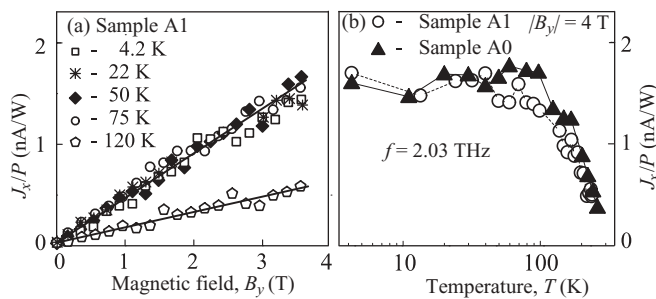 (a) Sample A1
- 4.2 K
- 22 K
- 50 K
- 75 K
- 120 K
2
1
0
0
1
2
3
4
J_x/P (nA/W)
Magnetic field, B_y (T)
(b)
- Sample A1
- Sample A0
|B_y| = 4 T
f = 2.03 THz
10
100
Temperature, T (K)
2
1
0
J_x/P (nA/W)